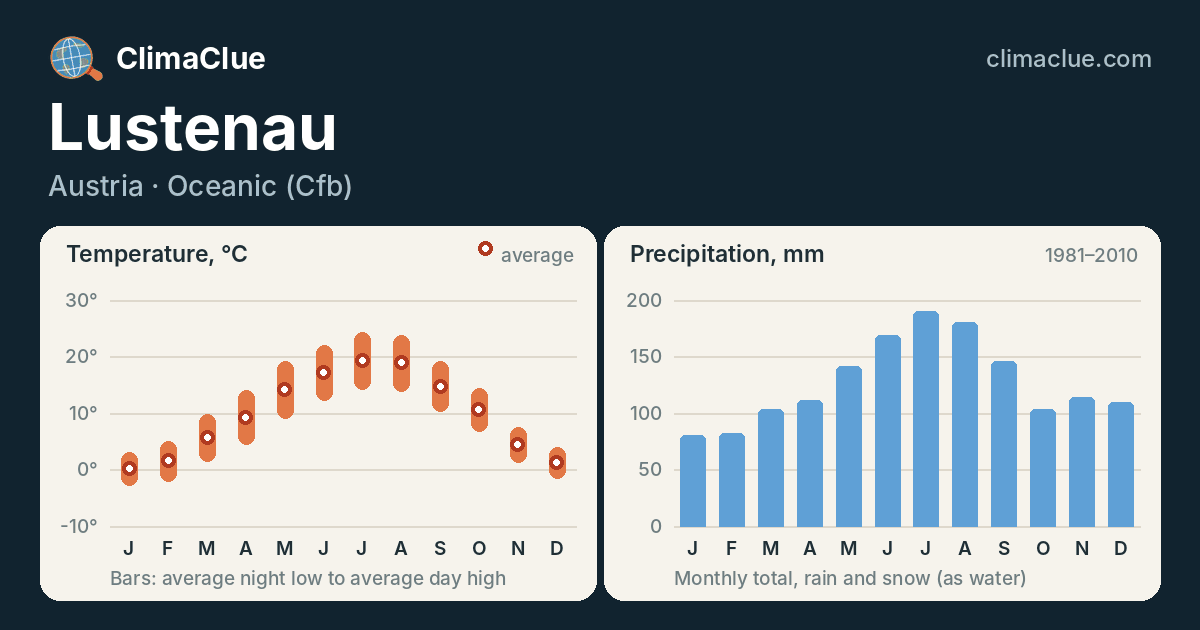 ClimaClue
climaclue.com
Lustenau
Austria · Oceanic (Cfb)
Temperature, °C
average
30°
20°
10°
0°
-10°
J F M A M J J A S O N D
Bars: average night low to average day high
Precipitation, mm
1981–2010
200
150
100
50
0
J F M A M J J A S O N D
Monthly total, rain and snow (as water)